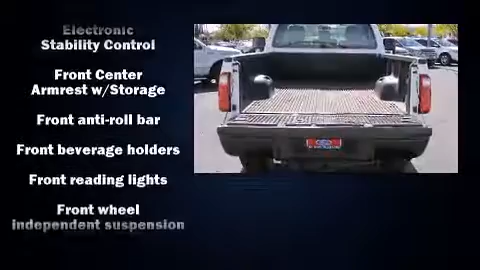 Electronic
Stability Control
Front Center
Armrest w/Storage
Front anti-roll bar
Front beverage holders
Front reading lights
Front wheel
independent suspension